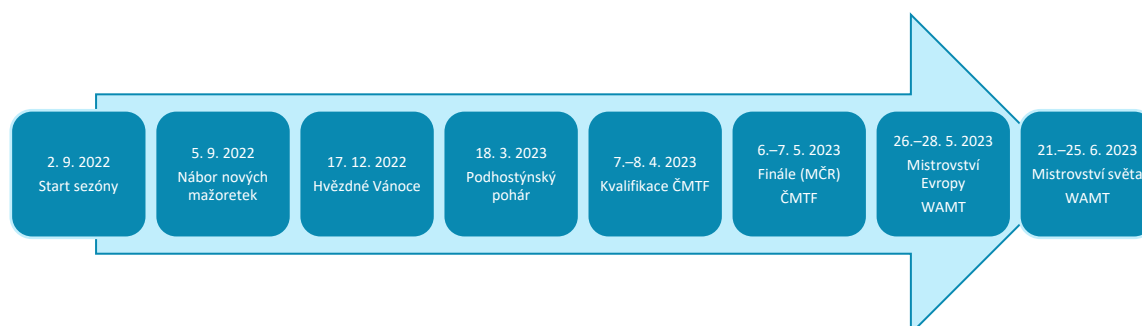 2. 9. 2022
Start sezóny
5. 9. 2022
Nábor nových
mažoretek
17. 12. 2022
Hvězdné Vánoce
18. 3. 2023
Podhostýnský
pohár
7.–8. 4. 2023
Kvalifikace ČMTF
6.–7. 5. 2023
Finále (MČR)
ČMTF
26.–28. 5. 2023
Mistrovství
Evropy
WAMT
21.–25. 6. 2023
Mistrovství světa
WAMT